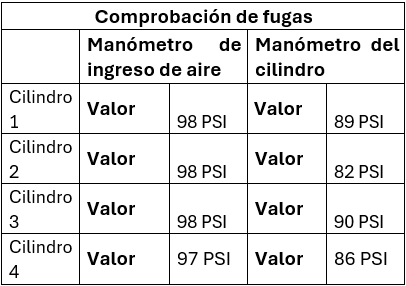 Comprobación de fugas
Manómetro de ingreso de aire
Manómetro del cilindro
Cilindro 1
Valor
98 PSI
Valor
89 PSI
Cilindro 2
Valor
98 PSI
Valor
82 PSI
Cilindro 3
Valor
98 PSI
Valor
90 PSI
Cilindro 4
Valor
97 PSI
Valor
86 PSI